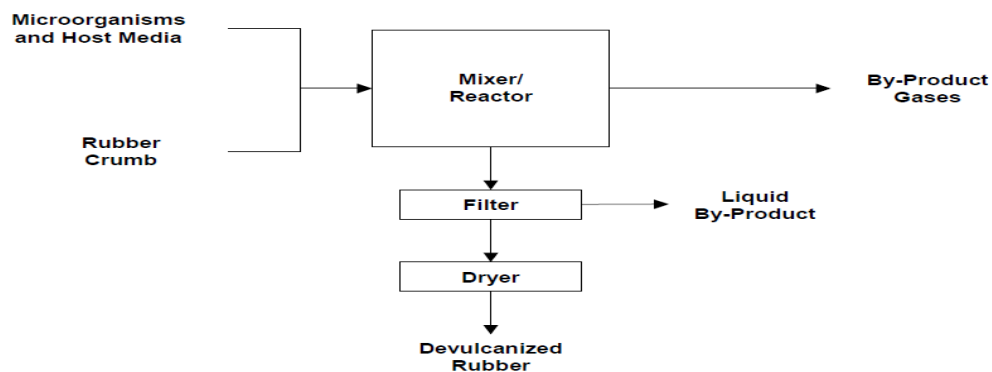 Microorganisms
and Host Media
Mixer/
Reactor
By-Product
Gases
Rubber
Crumb
Filter
Liquid
By-Product
Dryer
Devulcanized
Rubber